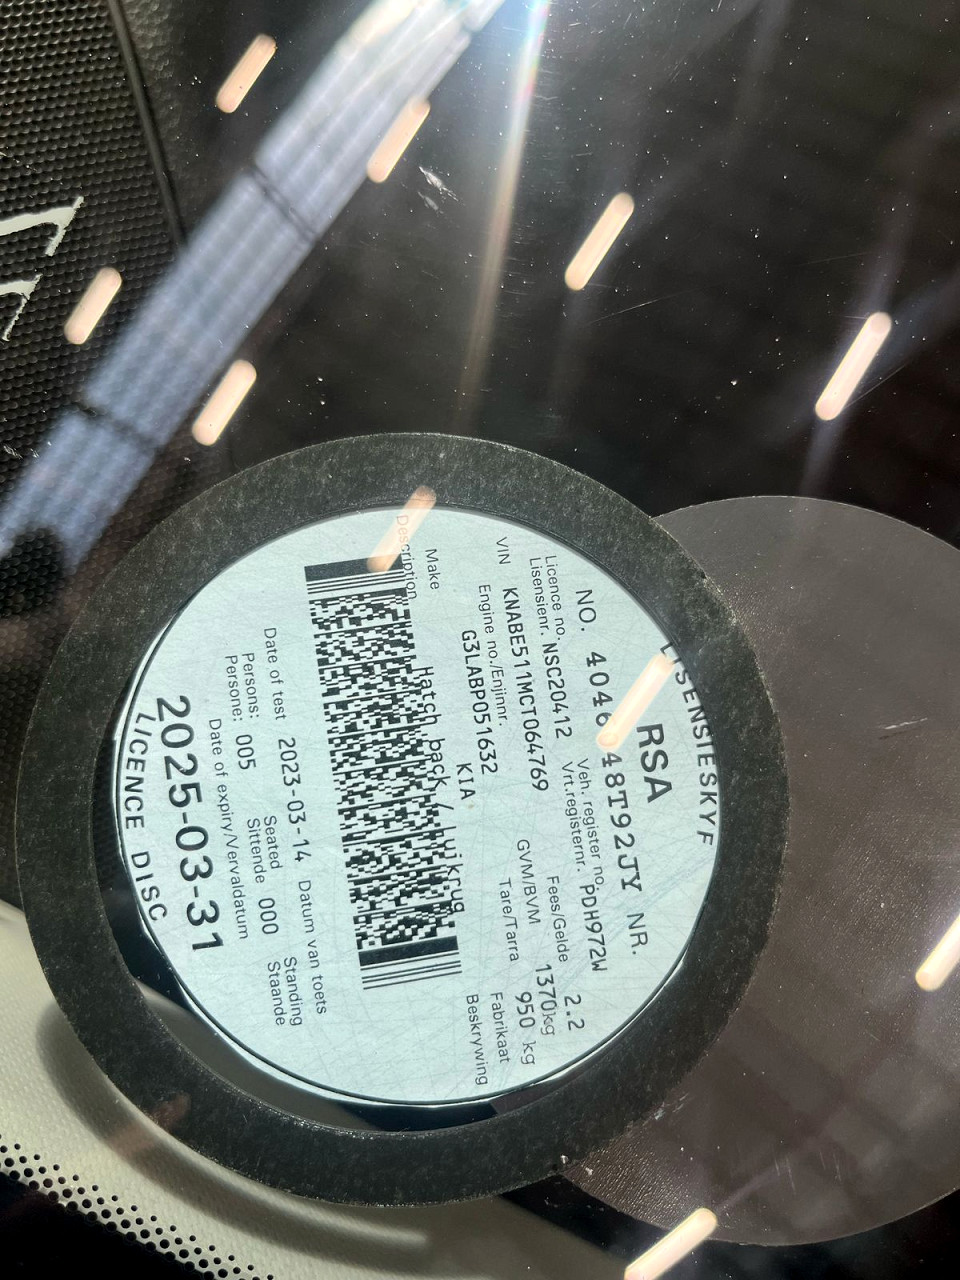 LISENSIESKYF
RSA
NO. 4046 48T92JY NR.
Licence no. Veh. register no. Fees/Gelde 2.2
Lisensienr. NSC20412 Vrt.registernr. PDH972W
VIN KNABE511MCT064769 GVM/BVM 1370kg
Engine no./Enjinnr. Tare/Tarra 950 kg
G3LABP051632
Make KIA Fabrikaat
Description Hatch back / Luikrug Beskrywing
Date of test 2023-03-14 Datum van toets
Persons: Seated Standing
Persone: 005 Sittende 000 Staande
Date of expiry/Vervaldatum
2025-03-31
LICENCE DISC